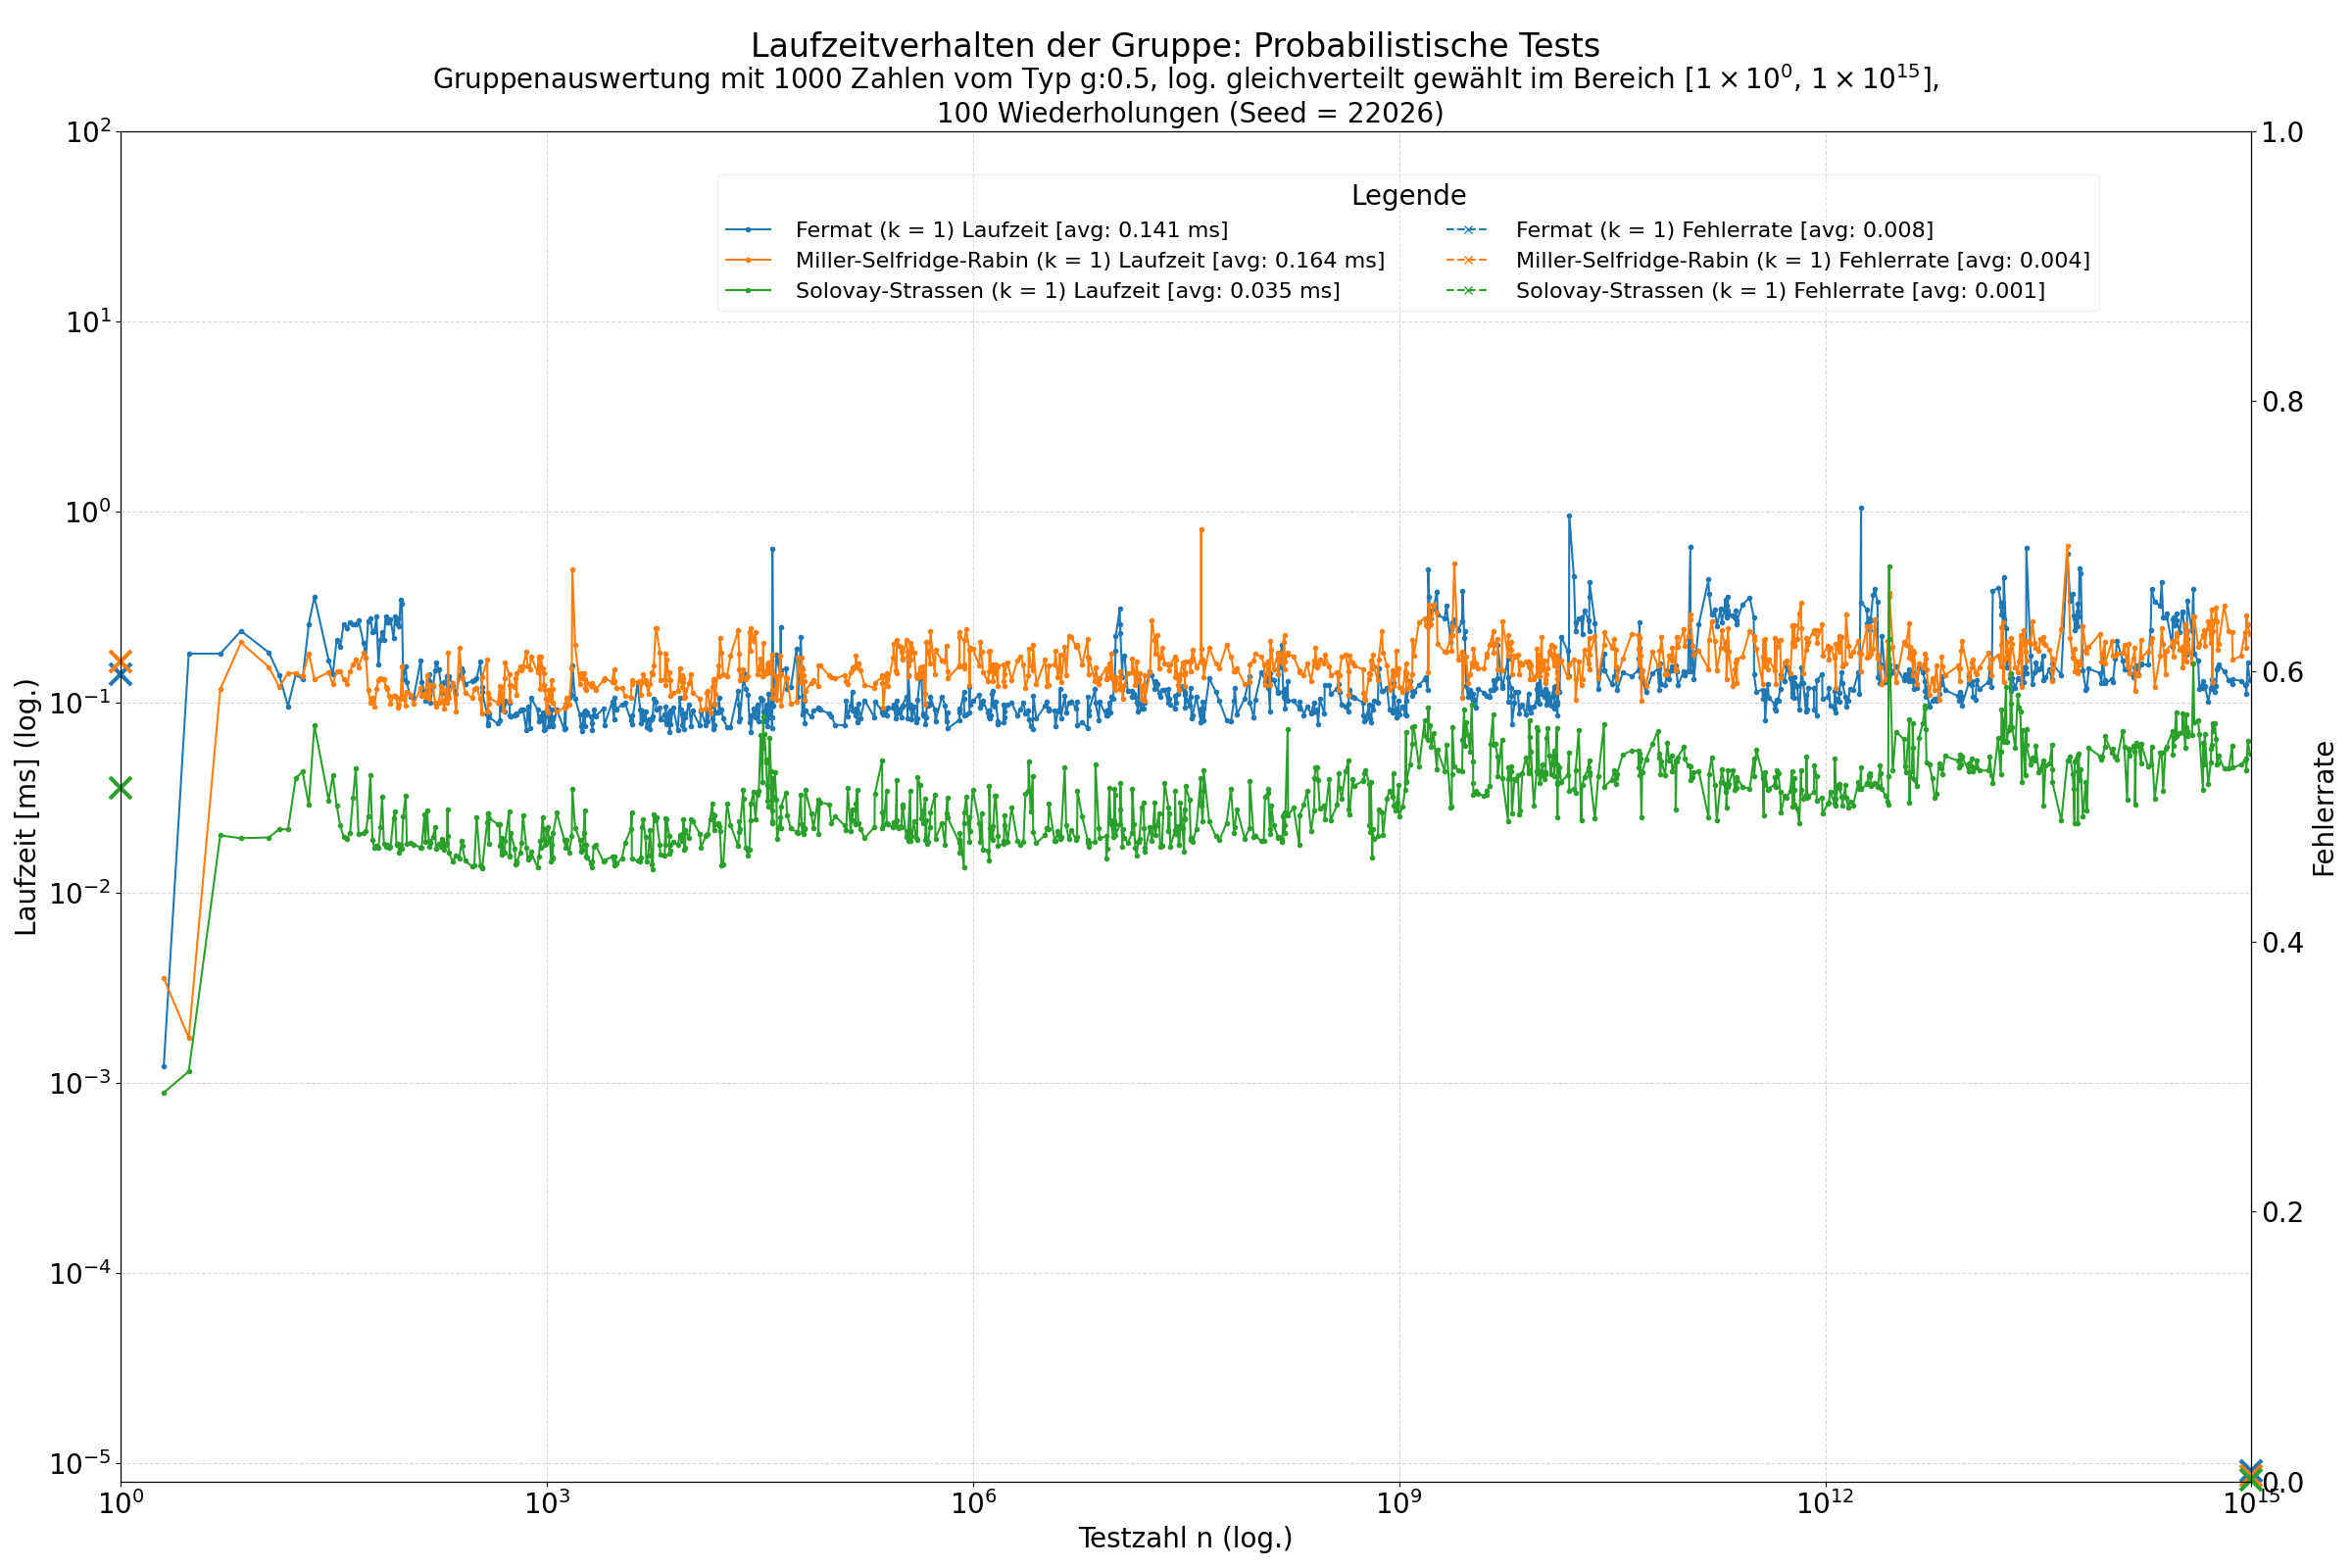 Laufzeitverhalten der Gruppe: Probabilistische Tests
Gruppenauswertung mit 1000 Zahlen vom Typ g:0.5, log. gleichverteilt gewählt im Bereich [1 × 10⁰, 1 × 10¹⁵],
100 Wiederholungen (Seed = 22026)
Legende
Fermat (k = 1) Laufzeit [avg: 0.141 ms]
Miller-Selfridge-Rabin (k = 1) Laufzeit [avg: 0.164 ms]
Solovay-Strassen (k = 1) Laufzeit [avg: 0.035 ms]
Fermat (k = 1) Fehlerrate [avg: 0.008]
Miller-Selfridge-Rabin (k = 1) Fehlerrate [avg: 0.004]
Solovay-Strassen (k = 1) Fehlerrate [avg: 0.001]
Laufzeit [ms] (log.)
10²
10¹
10⁰
10⁻¹
10⁻²
10⁻³
10⁻⁴
10⁻⁵
10⁰
10³
10⁶
10⁹
10¹²
10¹⁵
Testzahl n (log.)
1.0
0.8
0.6
0.4
0.2
0.0
Fehlerrate